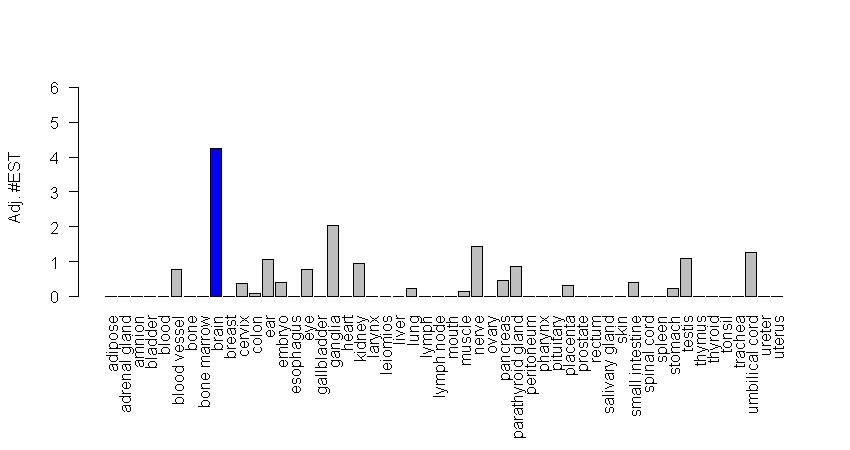 Adj. #EST
6
5
4
3
2
1
0
adipose
adrenal gland
amnion
bladder
blood
blood vessel
bone
bone marrow
brain
breast
cervix
colon
ear
embryo
esophagus
eye
gallbladder
ganglia
heart
kidney
larynx
leiomios
liver
lung
lymph
lymph node
mouth
muscle
nerve
ovary
pancreas
parathyroid gland
peritoneum
pharynx
pituitary
placenta
prostate
rectum
salivary gland
skin
small intestine
spinal cord
spleen
stomach
testis
thymus
thyroid
tonsil
trachea
umbilical cord
ureter
uterus